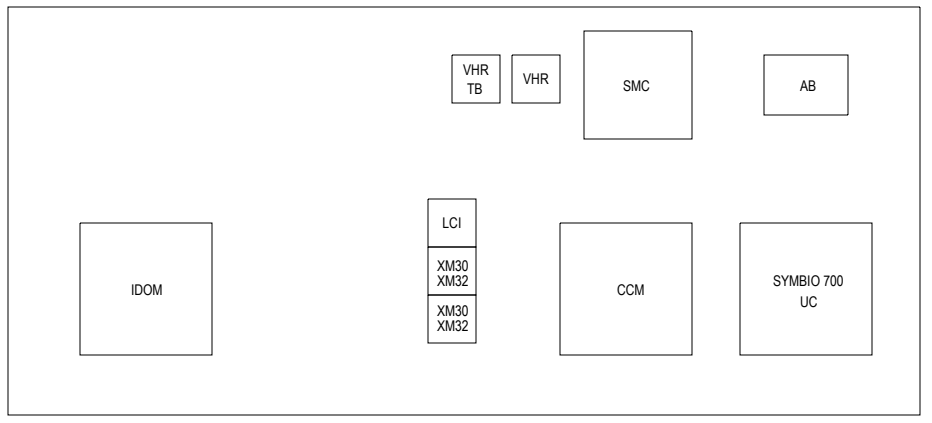 VHR
TB
VHR
SMC
AB
LCI
IDOM
XM30
XM32
XM30
XM32
CCM
SYMBIO 700
UC